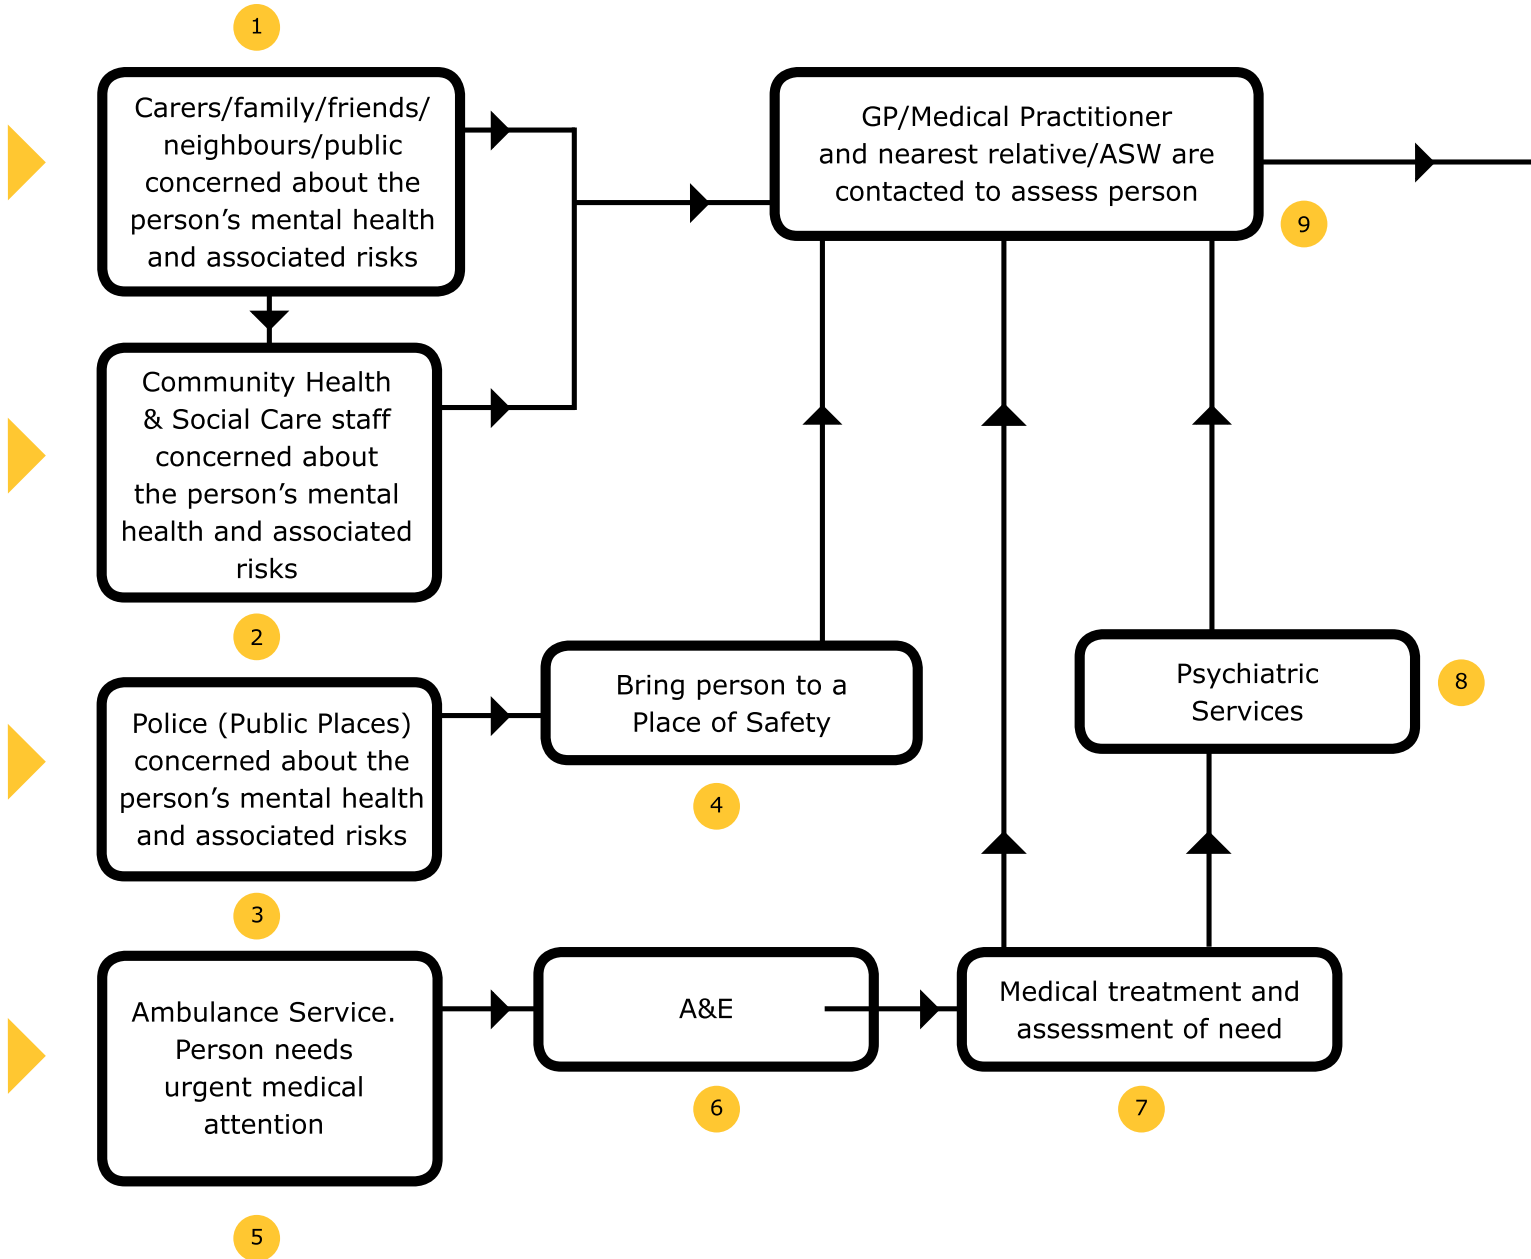 1
Carers/family/friends/
neighbours/public
concerned about the
person’s mental health
and associated risks
GP/Medical Practitioner
and nearest relative/ASW are
contacted to assess person
9
Community Health
& Social Care staff
concerned about
the person’s mental
health and associated
risks
2
Police (Public Places)
concerned about the
person’s mental health
and associated risks
3
Bring person to a
Place of Safety
4
Psychiatric
Services
8
Ambulance Service.
Person needs
urgent medical
attention
5
A&E
6
Medical treatment and
assessment of need
7